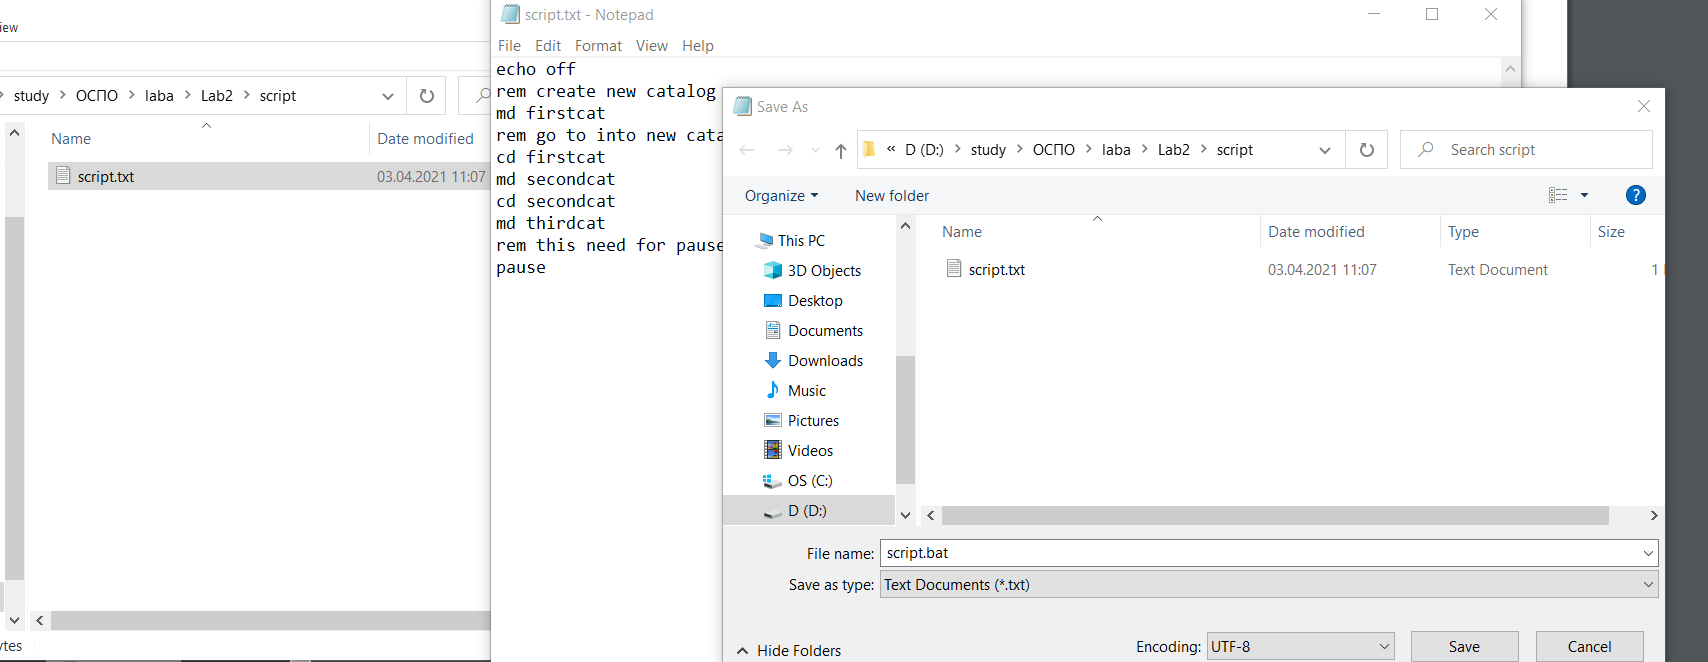 iew
study > ОСПО > laba > Lab2 > script
Name Date modified
script.txt 03.04.2021 11:07
script.txt - Notepad
File Edit Format View Help
echo off
rem create new catalog
md firstcat
rem go to into new cata
cd firstcat
md secondcat
cd secondcat
md thirdcat
rem this need for pause
pause
Save As
« D (D:) > study > ОСПО > laba > Lab2 > script
Search script
Organize New folder
?
This PC
3D Objects
Desktop
Documents
Downloads
Music
Pictures
Videos
OS (C:)
D (D:)
Name Date modified Type Size
script.txt 03.04.2021 11:07 Text Document 1
File name: script.bat
Save as type: Text Documents (*.txt)
Hide Folders
Encoding: UTF-8
Save Cancel
ytes